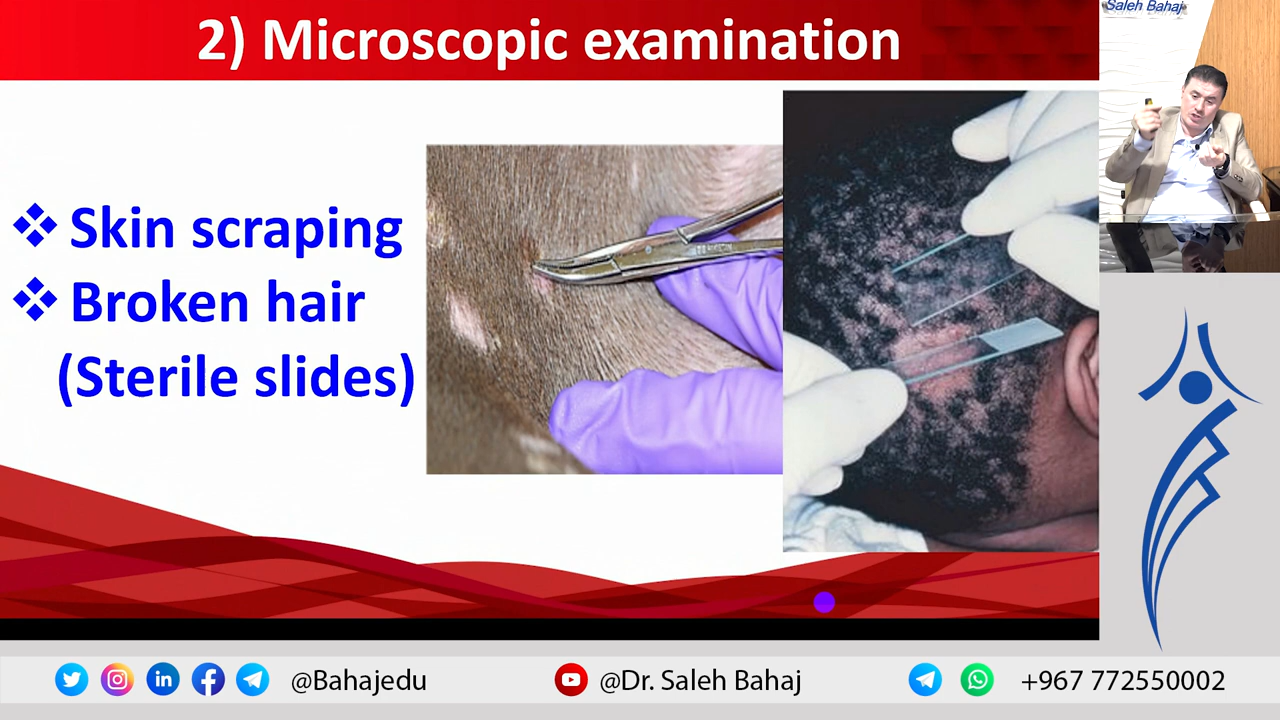 2) Microscopic examination
Saleh Bahaj
❖ Skin scraping
❖ Broken hair
(Sterile slides)
@Bahajedu
@Dr. Saleh Bahaj
+967 772550002